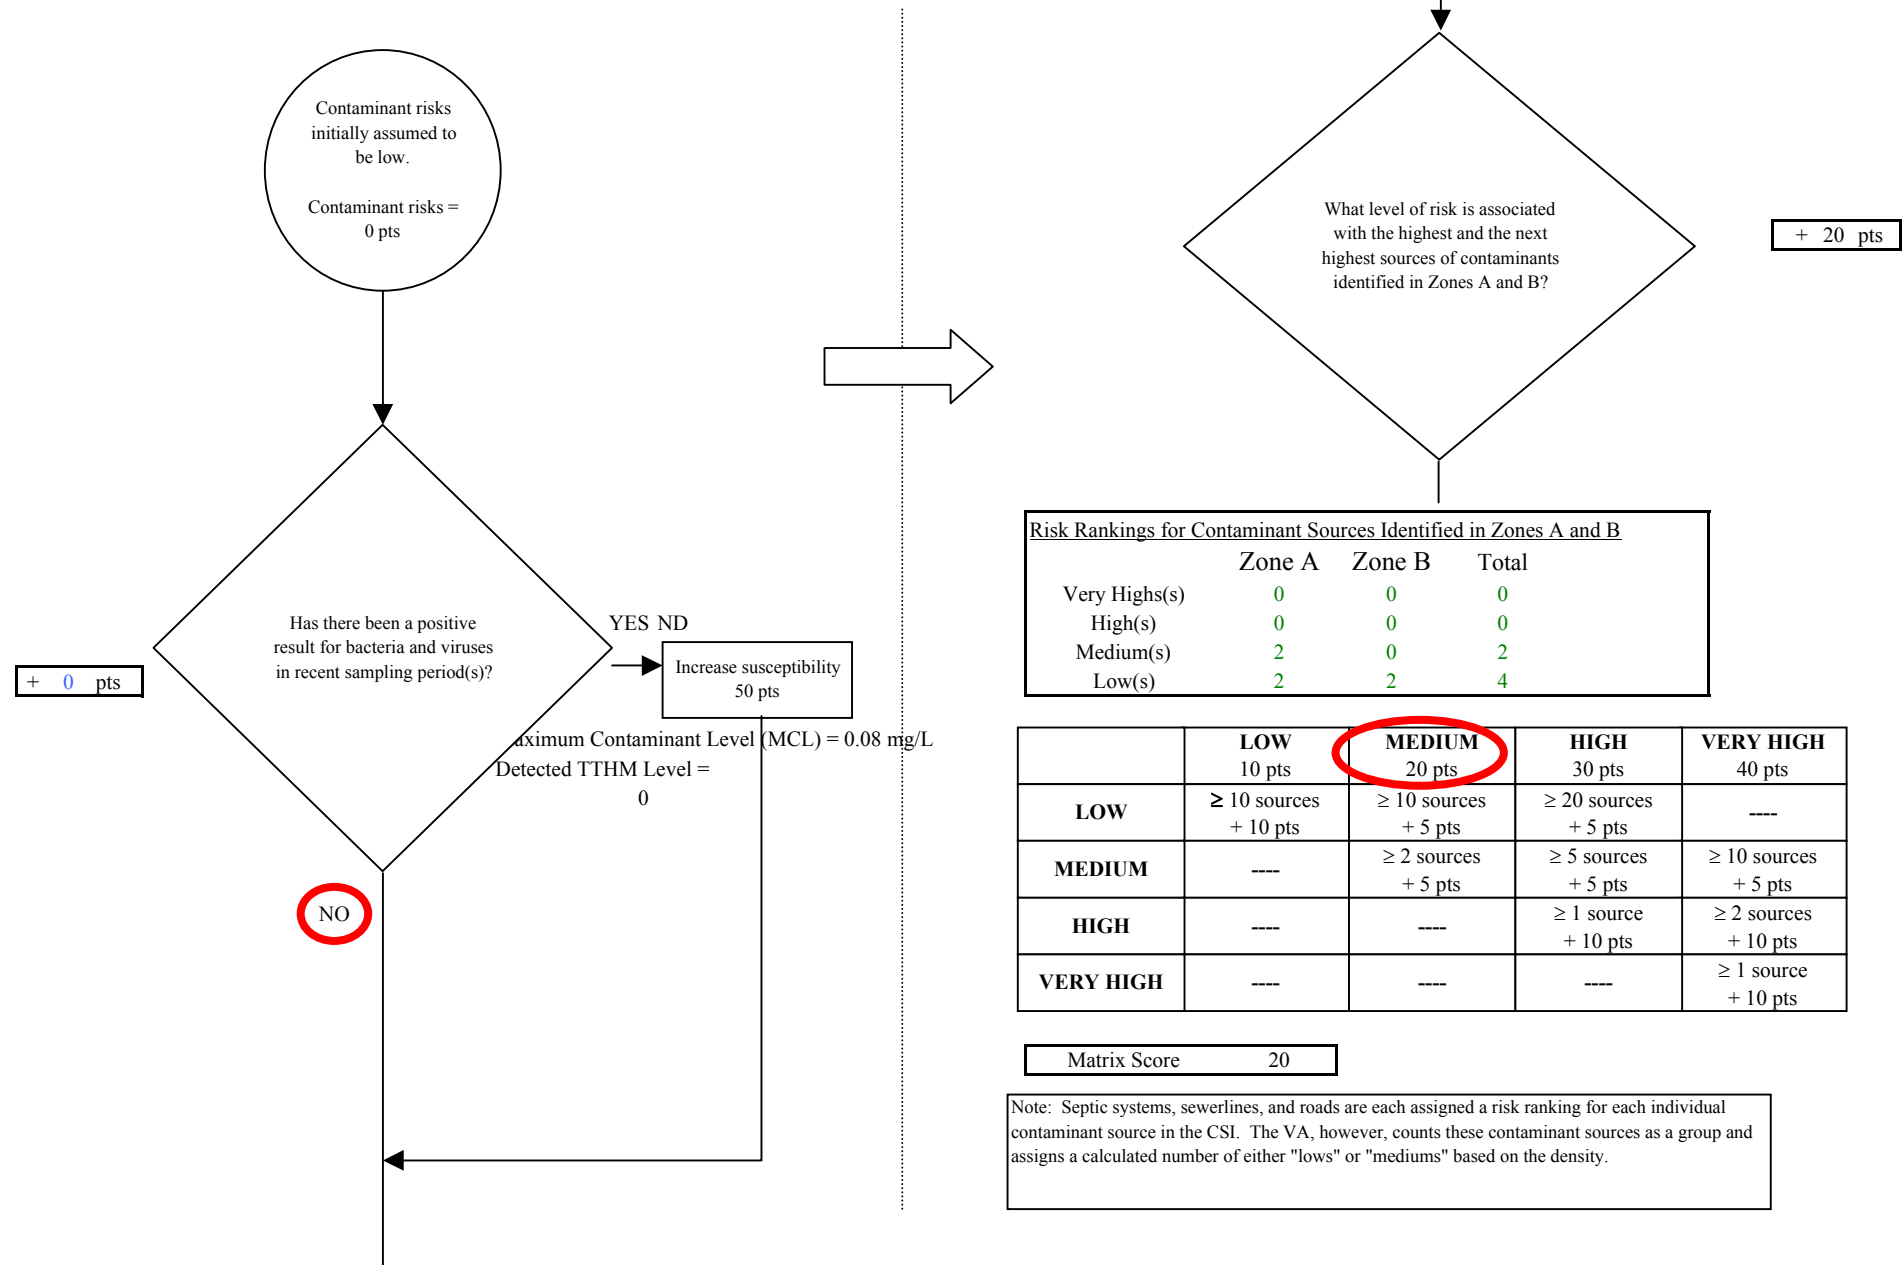 Contaminant risks
initially assumed to
be low.
Contaminant risks =
0 pts
Has there been a positive
result for bacteria and viruses
in recent sampling period(s)?
+ 0 pts
YES ND
Increase susceptibility
50 pts
aximum Contaminant Level (MCL) = 0.08 mg/L
Detected TTHM Level =
0
NO
What level of risk is associated
with the highest and the next
highest sources of contaminants
identified in Zones A and B?
+ 20 pts
Risk Rankings for Contaminant Sources Identified in Zones A and B
Zone A Zone B Total
Very Highs(s) 0 0 0
High(s) 0 0 0
Medium(s) 2 0 2
Low(s) 2 2 4
LOW MEDIUM HIGH VERY HIGH
10 pts 20 pts 30 pts 40 pts
LOW ≥ 10 sources ≥ 10 sources ≥ 20 sources ----
+ 10 pts + 5 pts + 5 pts
MEDIUM ---- ≥ 2 sources ≥ 5 sources ≥ 10 sources
+ 5 pts + 5 pts + 5 pts
HIGH ---- ---- ≥ 1 source ≥ 2 sources
+ 10 pts + 10 pts
VERY HIGH ---- ---- ---- ≥ 1 source
+ 10 pts
Matrix Score 20
Note: Septic systems, sewerlines, and roads are each assigned a risk ranking for each individual
contaminant source in the CSI. The VA, however, counts these contaminant sources as a group and
assigns a calculated number of either "lows" or "mediums" based on the density.